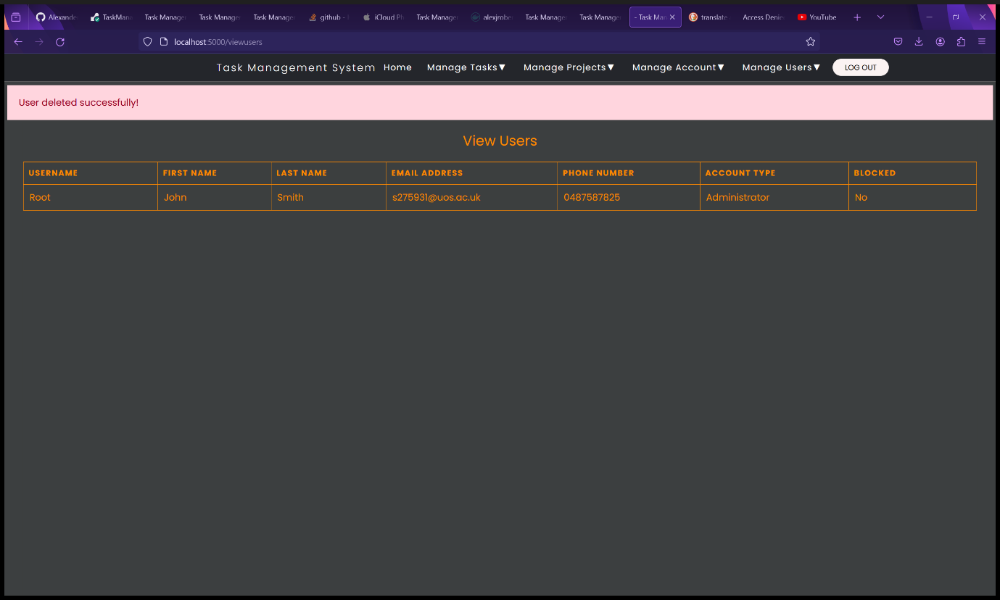 Alexandr TaskMana Task Manage Task Manage Task Manage github - iCloud Ph Task Manage alexjrobe Task Manage Task Manage - Task Man translate Access Denie YouTube
localhost:5000/viewusers
Task Management System Home Manage Tasks▼ Manage Projects▼ Manage Account▼ Manage Users▼ LOG OUT
User deleted successfully!
View Users
USERNAME FIRST NAME LAST NAME EMAIL ADDRESS PHONE NUMBER ACCOUNT TYPE BLOCKED
Root John Smith s275931@uos.ac.uk 0487587825 Administrator No